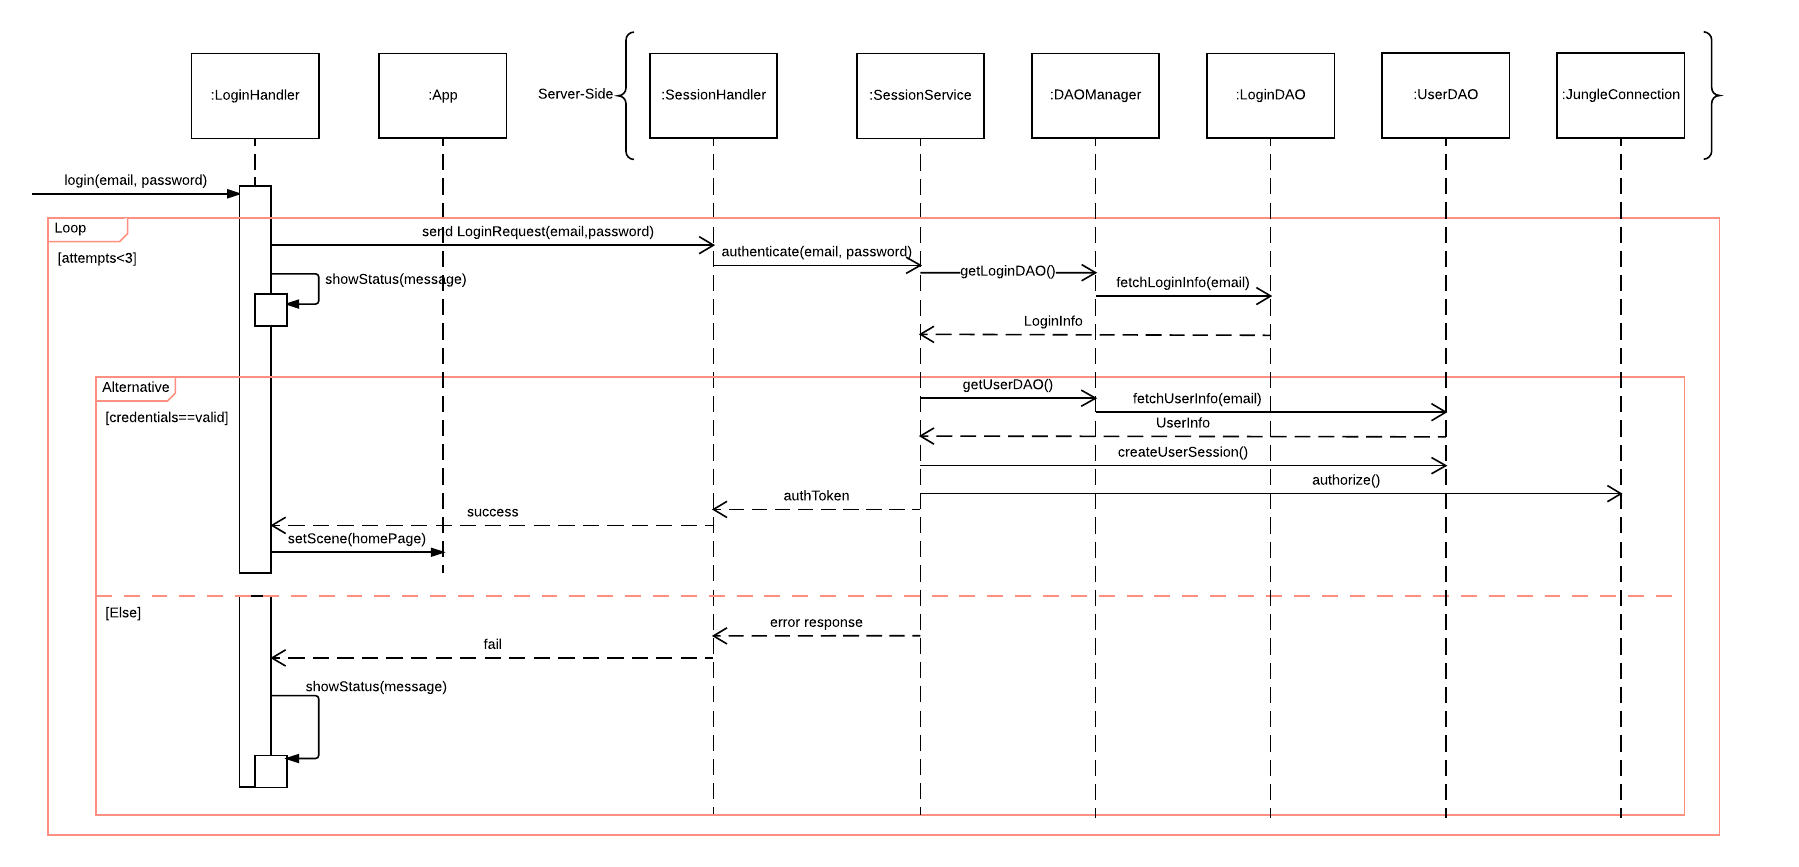 :LoginHandler
:App
Server-Side
:SessionHandler
:SessionService
:DAOManager
:LoginDAO
:UserDAO
:JungleConnection
login(email, password)
Loop
[attempts<3]
send LoginRequest(email,password)
authenticate(email, password)
getLoginDAO()
showStatus(message)
fetchLoginInfo(email)
LoginInfo
Alternative
[credentials==valid]
getUserDAO()
fetchUserInfo(email)
UserInfo
createUserSession()
authorize()
authToken
success
setScene(homePage)
[Else]
error response
fail
showStatus(message)